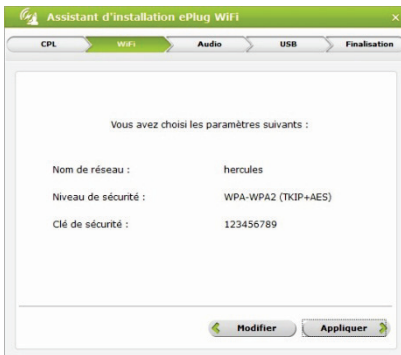 Assistant d'installation ePlug WiFi
CPL WiFi Audio USB Finalisation
Vous avez choisi les paramètres suivants :
Nom de réseau : hercules
Niveau de sécurité : WPA-WPA2 (TKIP+AES)
Clé de sécurité : 123456789
Modifier Appliquer